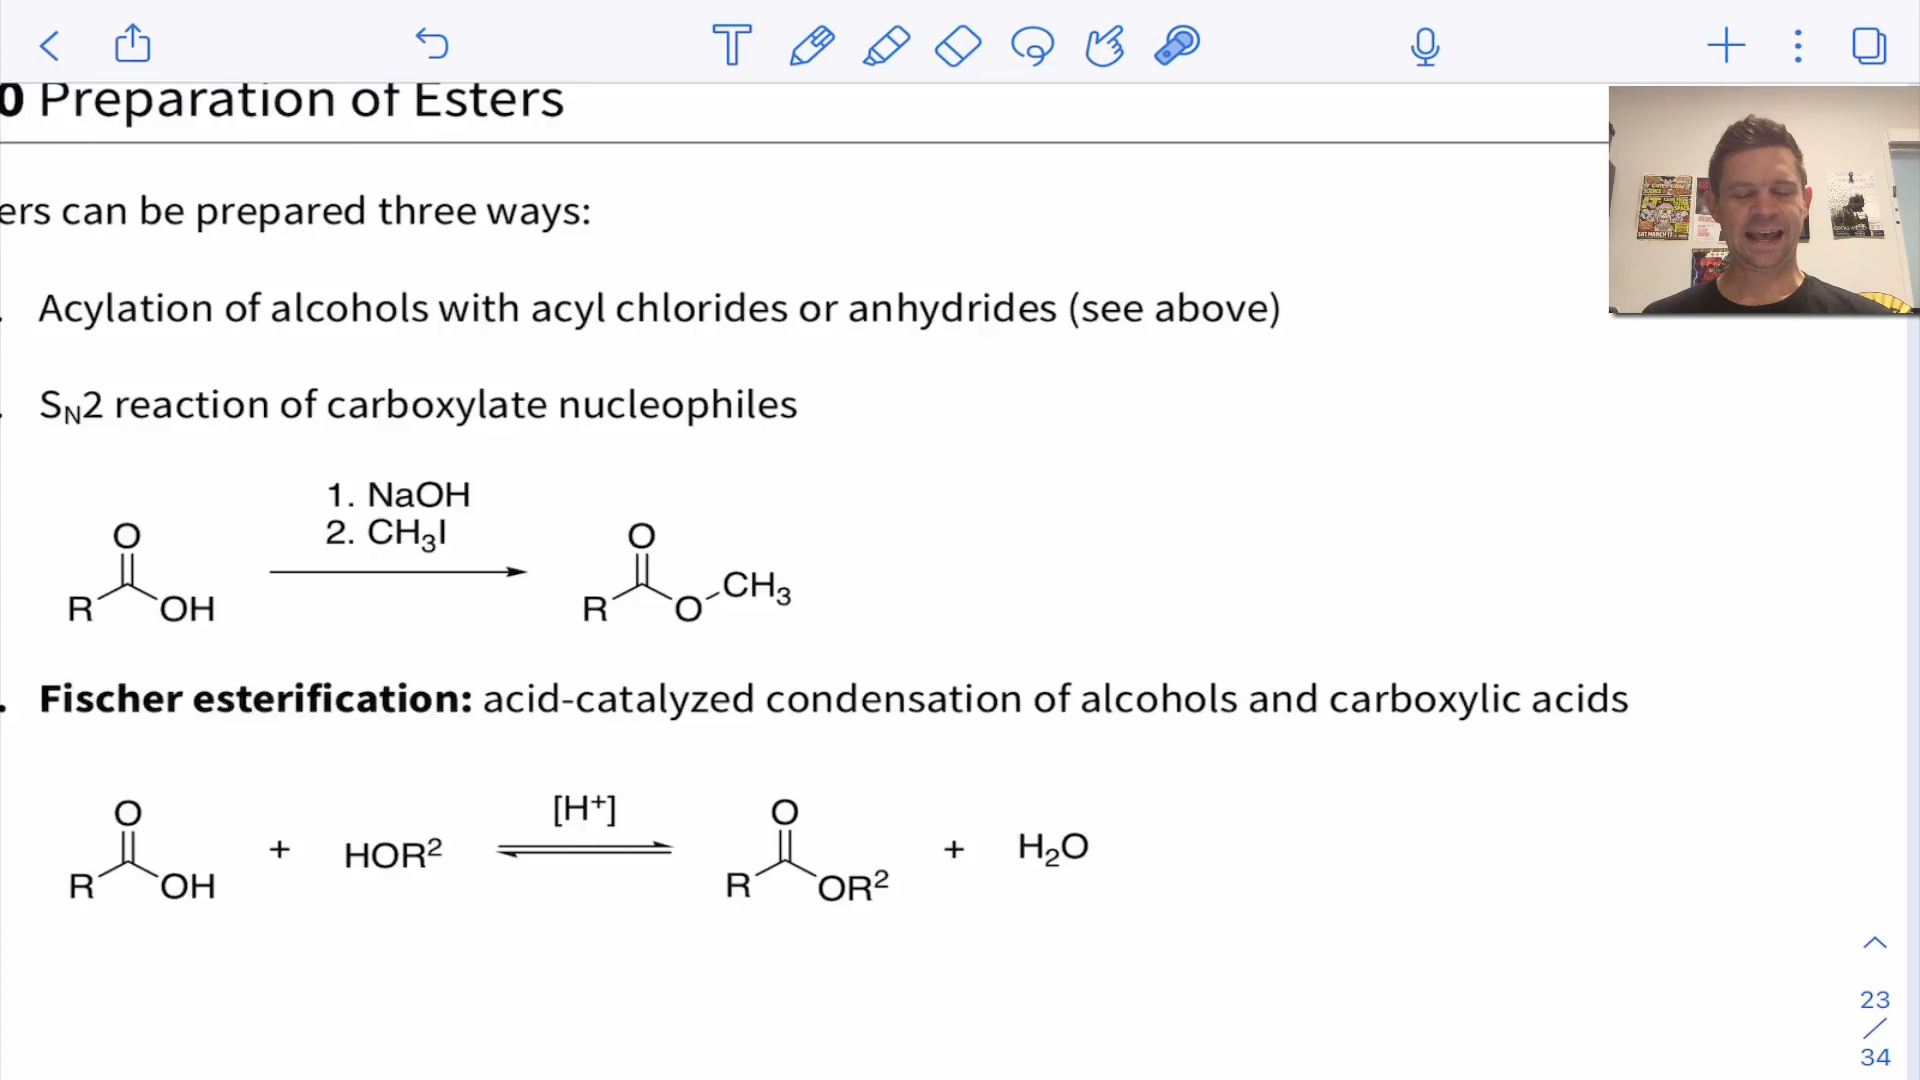 0 Preparation of Esters
ers can be prepared three ways:
Acylation of alcohols with acyl chlorides or anhydrides (see above)
SN2 reaction of carboxylate nucleophiles
1. NaOH
2. CH3I
O
R
OH
O
R
O
CH3
Fischer esterification: acid-catalyzed condensation of alcohols and carboxylic acids
O
R
OH
+
HOR²
[H⁺]
O
R
OR²
+
H₂O
23
/
34